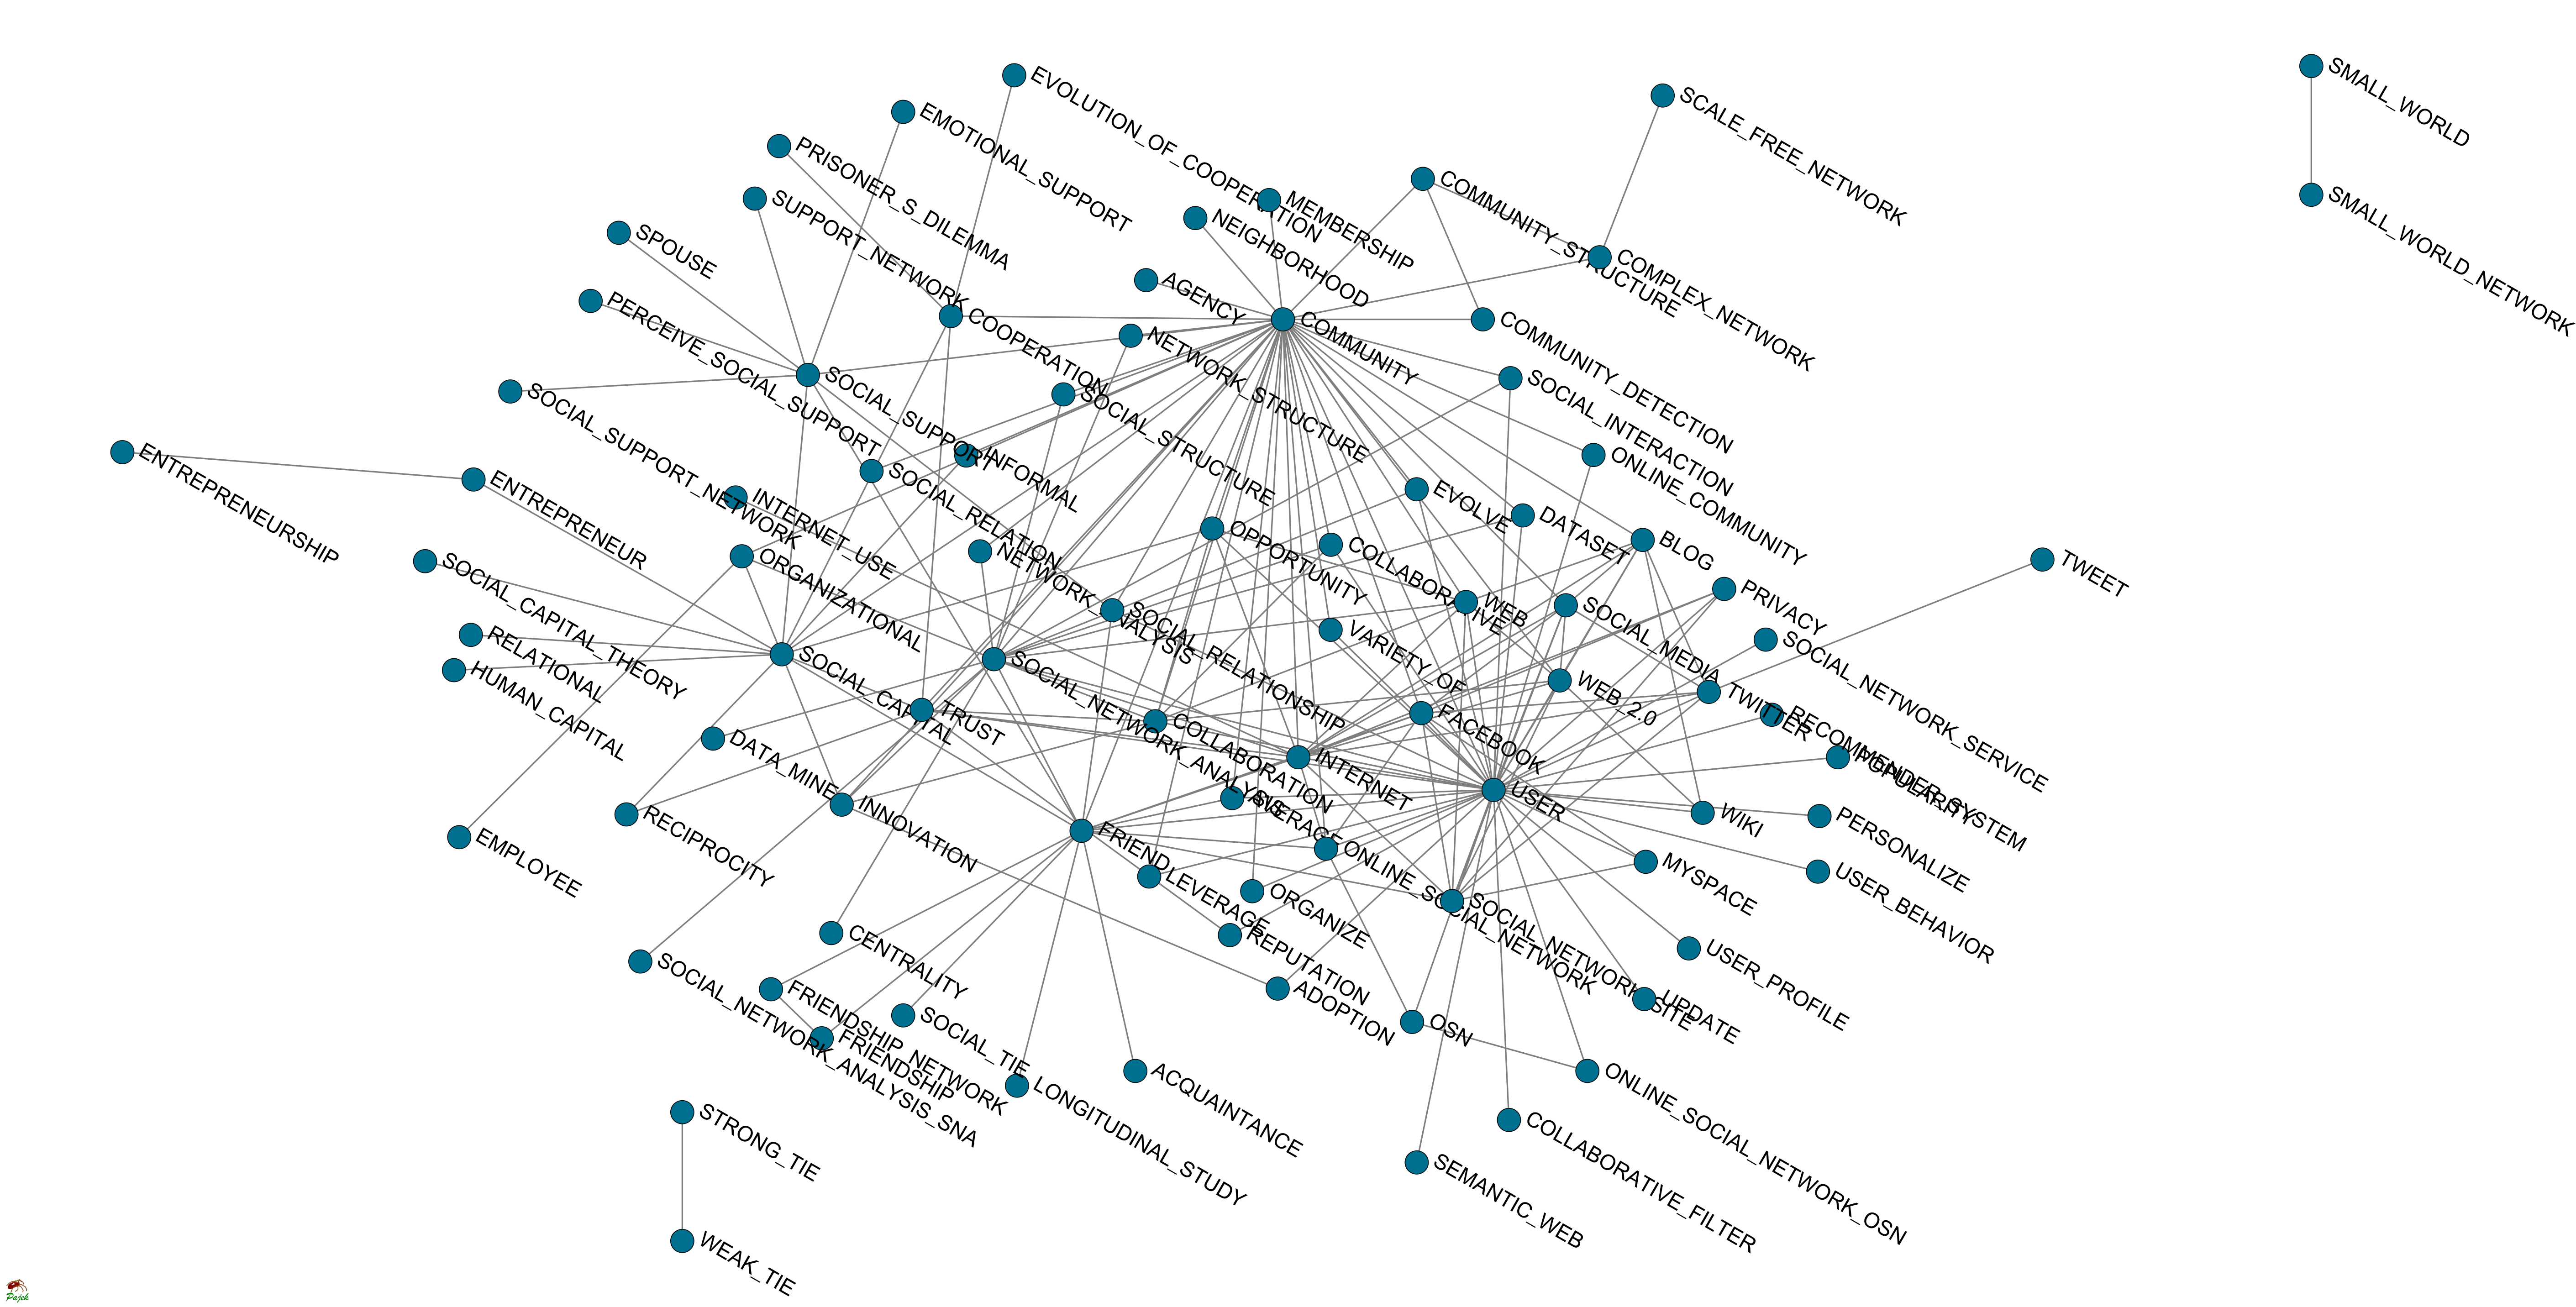 SMALL_WORLD
EVOLUTION_OF_COOPERATION
SCALE_FREE_NETWORK
EMOTIONAL_SUPPORT
PRISONER_S_DILEMMA
COMMUNITY_STRUCTURE
SMALL_WORLD_NETWORK
SUPPORT_NETWORK
MEMBERSHIP
NEIGHBORHOOD
SPOUSE
COMPLEX_NETWORK
AGENCY
PERCEIVE_SOCIAL_SUPPORT
COOPERATION
COMMUNITY
COMMUNITY_DETECTION
NETWORK_STRUCTURE
SOCIAL_SUPPORT
SOCIAL_INTERACTION
SOCIAL_SUPPORT_NETWORK
SOCIAL_STRUCTURE
ENTREPRENEURSHIP
INFORMAL
ONLINE_COMMUNITY
SOCIAL_RELATION
ENTREPRENEUR
EVOLVE
INTERNET_USE
DATASET
OPPORTUNITY
BLOG
COLLABORATIVE
NETWORK_ANALYSIS
ORGANIZATIONAL
TWEET
SOCIAL_CAPITAL_THEORY
PRIVACY
WEB
SOCIAL_MEDIA
SOCIAL_RELATIONSHIP
VARIETY_OF
RELATIONAL
SOCIAL_NETWORK_SERVICE
SOCIAL_CAPITAL
SOCIAL_NETWORK_ANALYSIS
HUMAN_CAPITAL
WEB_2.0
TWITTER
TRUST
FACEBOOK
RECOMMENDER_SYSTEM
COLLABORATION
DATA_MINE
INTERNET
POPULARITY
USER
AVERAGE
INNOVATION
WIKI
RECIPROCITY
PERSONALIZE
FRIEND
EMPLOYEE
ONLINE_SOCIAL_NETWORK
MYSPACE
USER_BEHAVIOR
LEVERAGE
ORGANIZE
SOCIAL_NETWORK_SITE
CENTRALITY
REPUTATION
USER_PROFILE
SOCIAL_NETWORK_ANALYSIS_SNA
FRIENDSHIP_NETWORK
ADOPTION
UPDATE
SOCIAL_TIE
OSN
FRIENDSHIP
ACQUAINTANCE
ONLINE_SOCIAL_NETWORK_OSN
LONGITUDINAL_STUDY
STRONG_TIE
COLLABORATIVE_FILTER
SEMANTIC_WEB
WEAK_TIE
Pajek